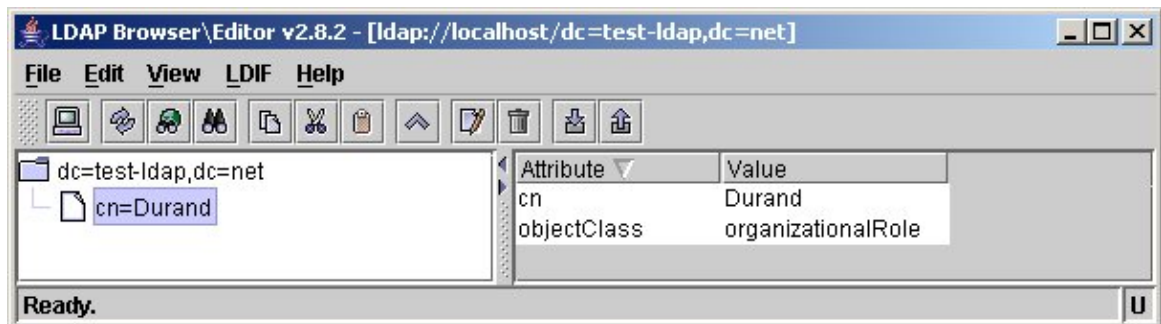 LDAP Browser\Editor v2.8.2 - [ldap://localhost/dc=test-ldap,dc=net]
File Edit View LDIF Help
dc=test-ldap,dc=net
cn=Durand
Attribute Value
cn Durand
objectClass organizationalRole
Ready. U